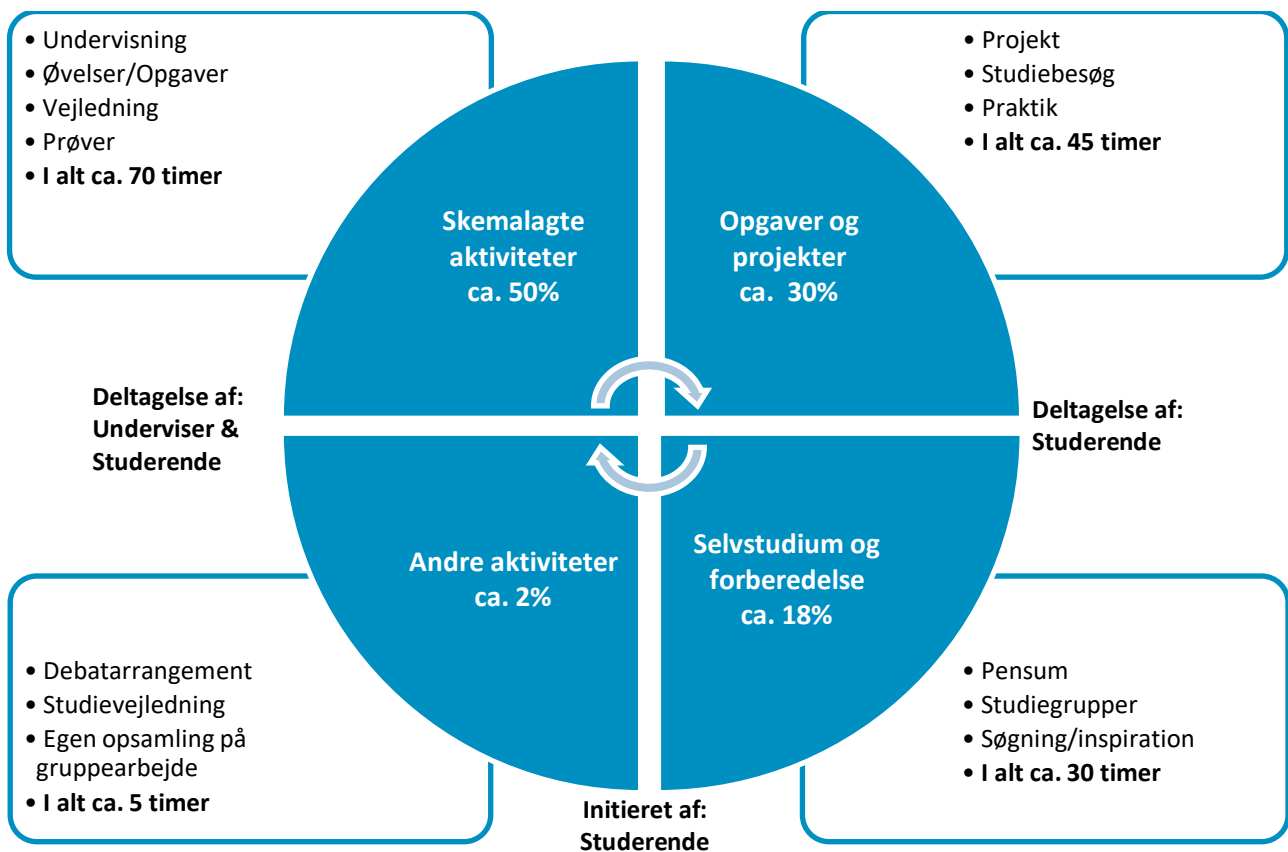 • Undervisning
• Øvelser/Opgaver
• Vejledning
• Prøver
• I alt ca. 70 timer
• Projekt
• Studiebesøg
• Praktik
• I alt ca. 45 timer
Skemalagte
aktiviteter
ca. 50%
Opgaver og
projekter
ca.  30%
Deltagelse af:
Underviser &
Studerende
Deltagelse af:
Studerende
Andre aktiviteter
ca. 2%
Selvstudium og
forberedelse
ca. 18%
• Debatarrangement
• Studievejledning
• Egen opsamling på
gruppearbejde
• I alt ca. 5 timer
• Pensum
• Studiegrupper
• Søgning/inspiration
• I alt ca. 30 timer
Initieret af:
Studerende